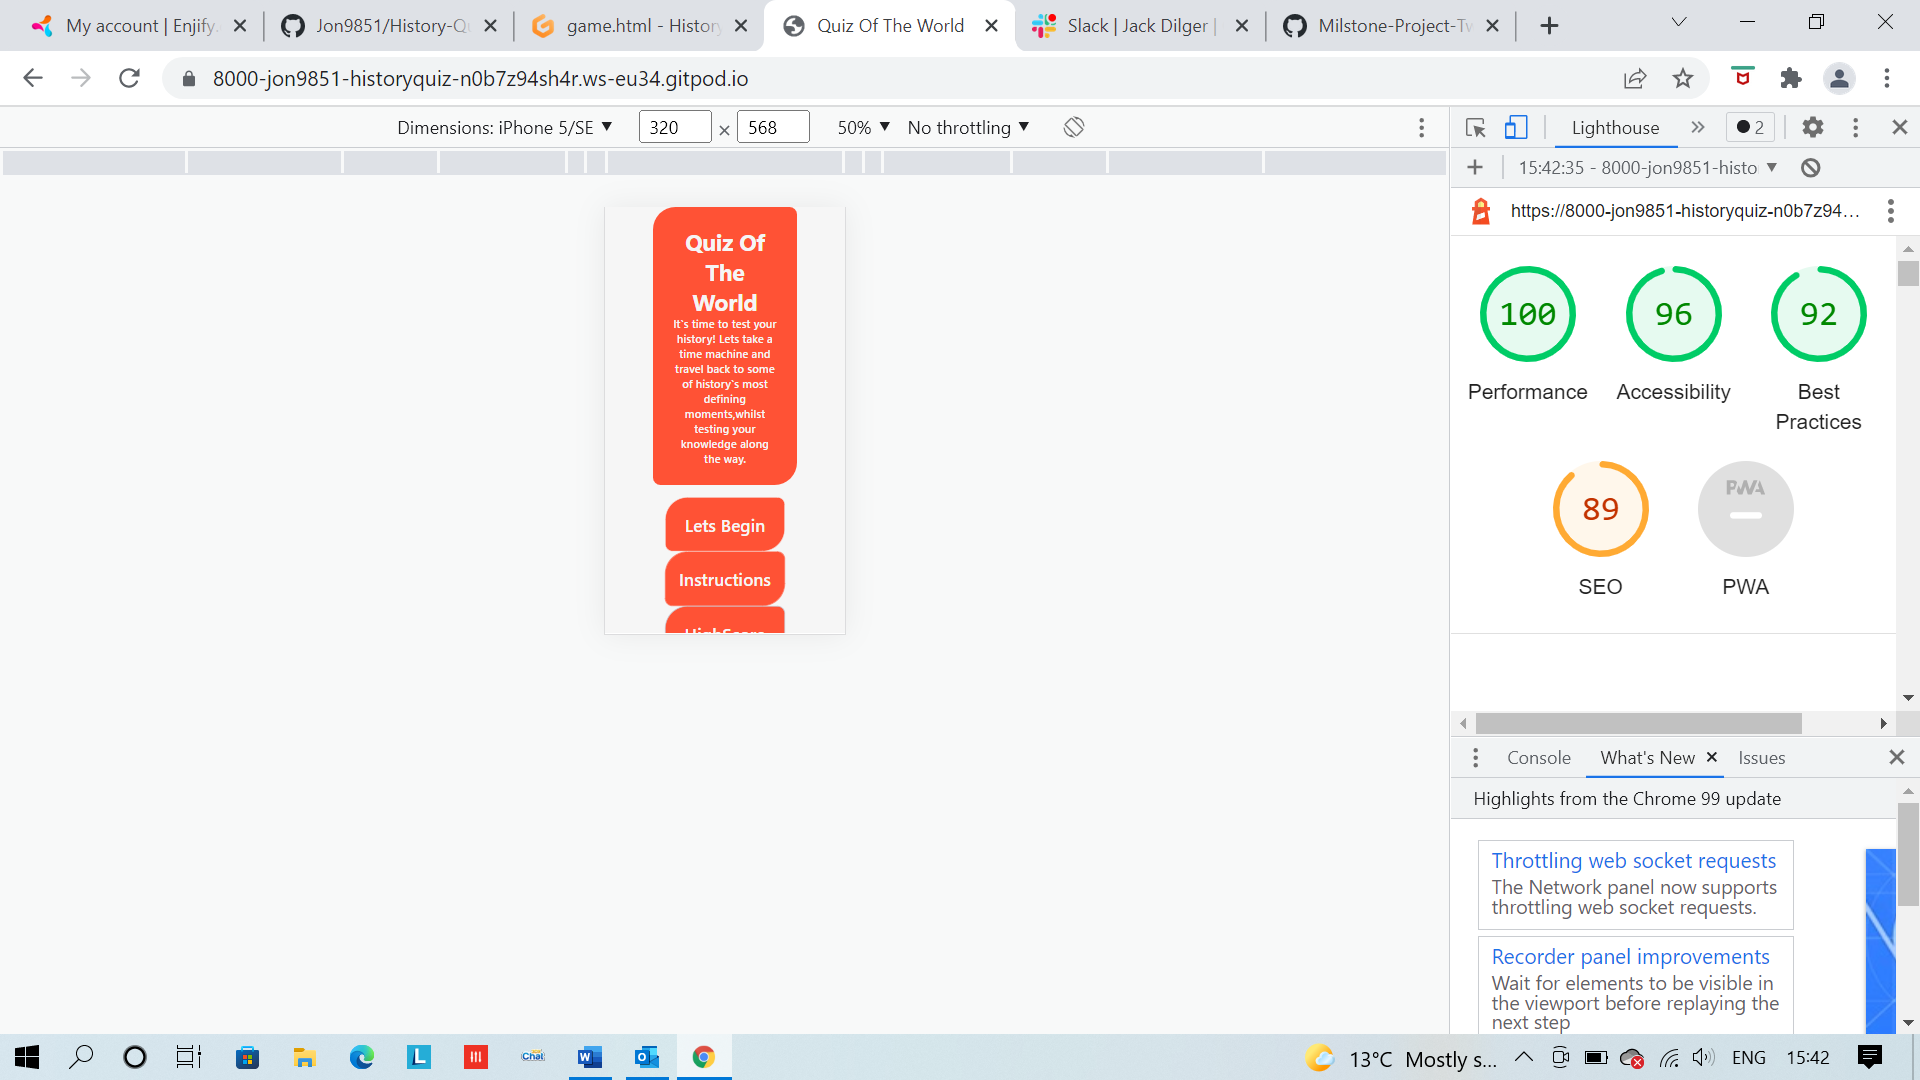 My account | Enjify.
Jon9851/History-Qu
game.html - History
Quiz Of The World
Slack | Jack Dilger |
Milstone-Project-Tw
8000-jon9851-historyquiz-n0b7z94sh4r.ws-eu34.gitpod.io
Dimensions: iPhone 5/SE
320 × 568
50%
No throttling
Lighthouse
2
15:42:35 - 8000-jon9851-histo
https://8000-jon9851-historyquiz-n0b7z94...
Quiz Of
The
World
It's time to test your
history! Lets take a
time machine and
travel back to some
of history's most
defining
moments,whilst
testing your
knowledge along
the way.
Lets Begin
Instructions
HighScore
100
Performance
96
Accessibility
92
Best
Practices
89
SEO
PWA
PWA
Console
What's New
Issues
Highlights from the Chrome 99 update
Throttling web socket requests
The Network panel now supports
throttling web socket requests.
Recorder panel improvements
Wait for elements to be visible in
the viewport before replaying the
next step
L
Chat
W
O
13°C Mostly s...
ENG
15:42